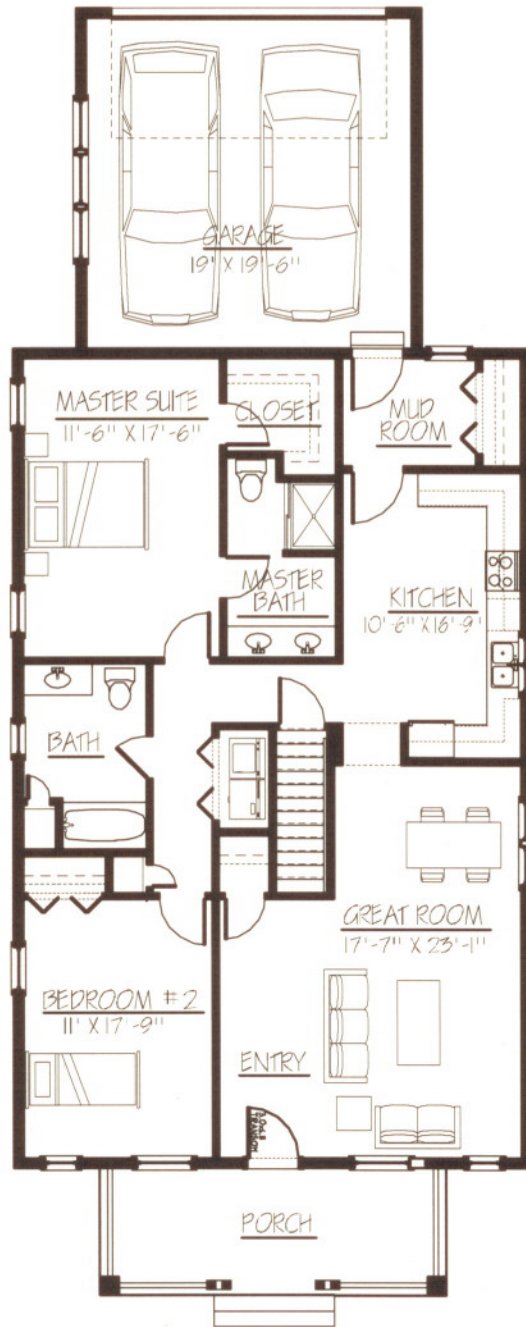 GARAGE
19' X 19'-6"
MASTER SUITE
11'-6" X 17'-6"
CLOSET
MUD
ROOM
MASTER
BATH
KITCHEN
10'-6" X 16'-9"
BATH
GREAT ROOM
17'-7" X 23'-1"
BEDROOM #2
11' X 17'-9"
ENTRY
TRANSOM
PORCH